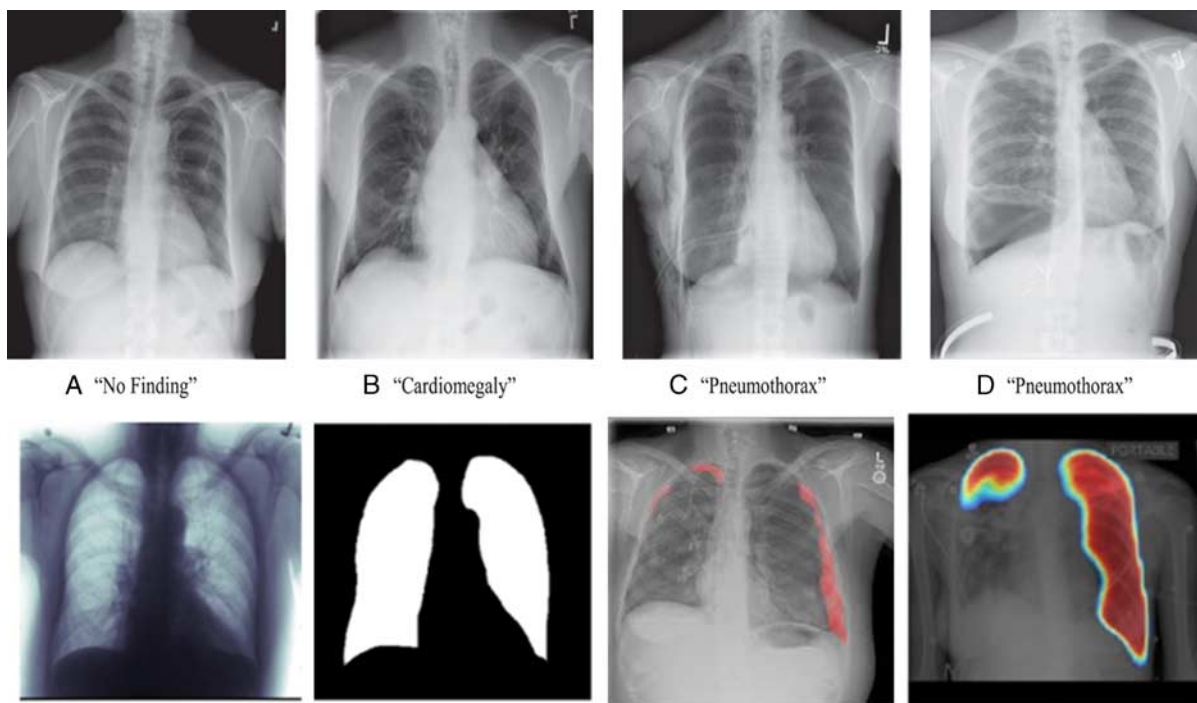 L
L
A "No Finding"
B "Cardiomegaly"
C "Pneumothorax"
D "Pneumothorax"
L
PORTABLE